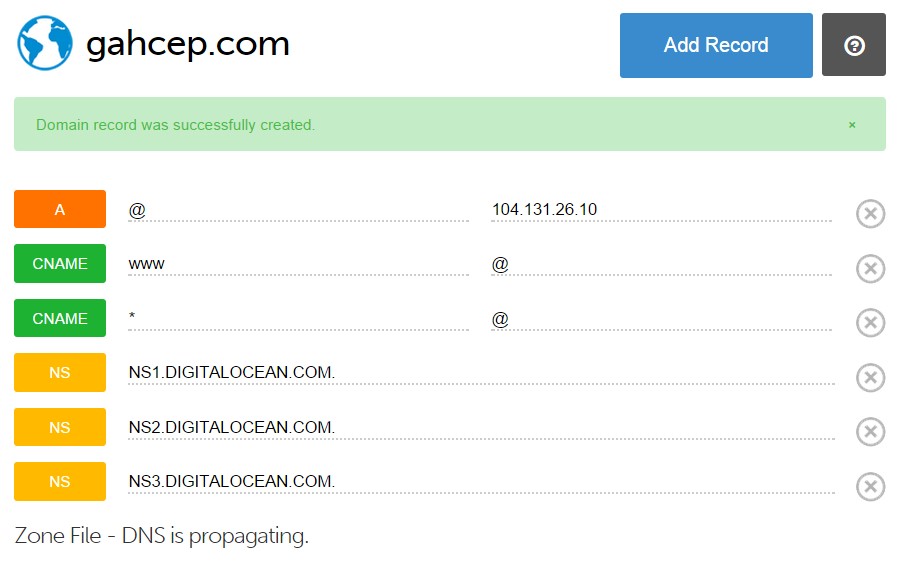 gahcep.com
Add Record
?
Domain record was successfully created. ×
A @ 104.131.26.10
CNAME www @
CNAME * @
NS NS1.DIGITALOCEAN.COM.
NS NS2.DIGITALOCEAN.COM.
NS NS3.DIGITALOCEAN.COM.
Zone File - DNS is propagating.